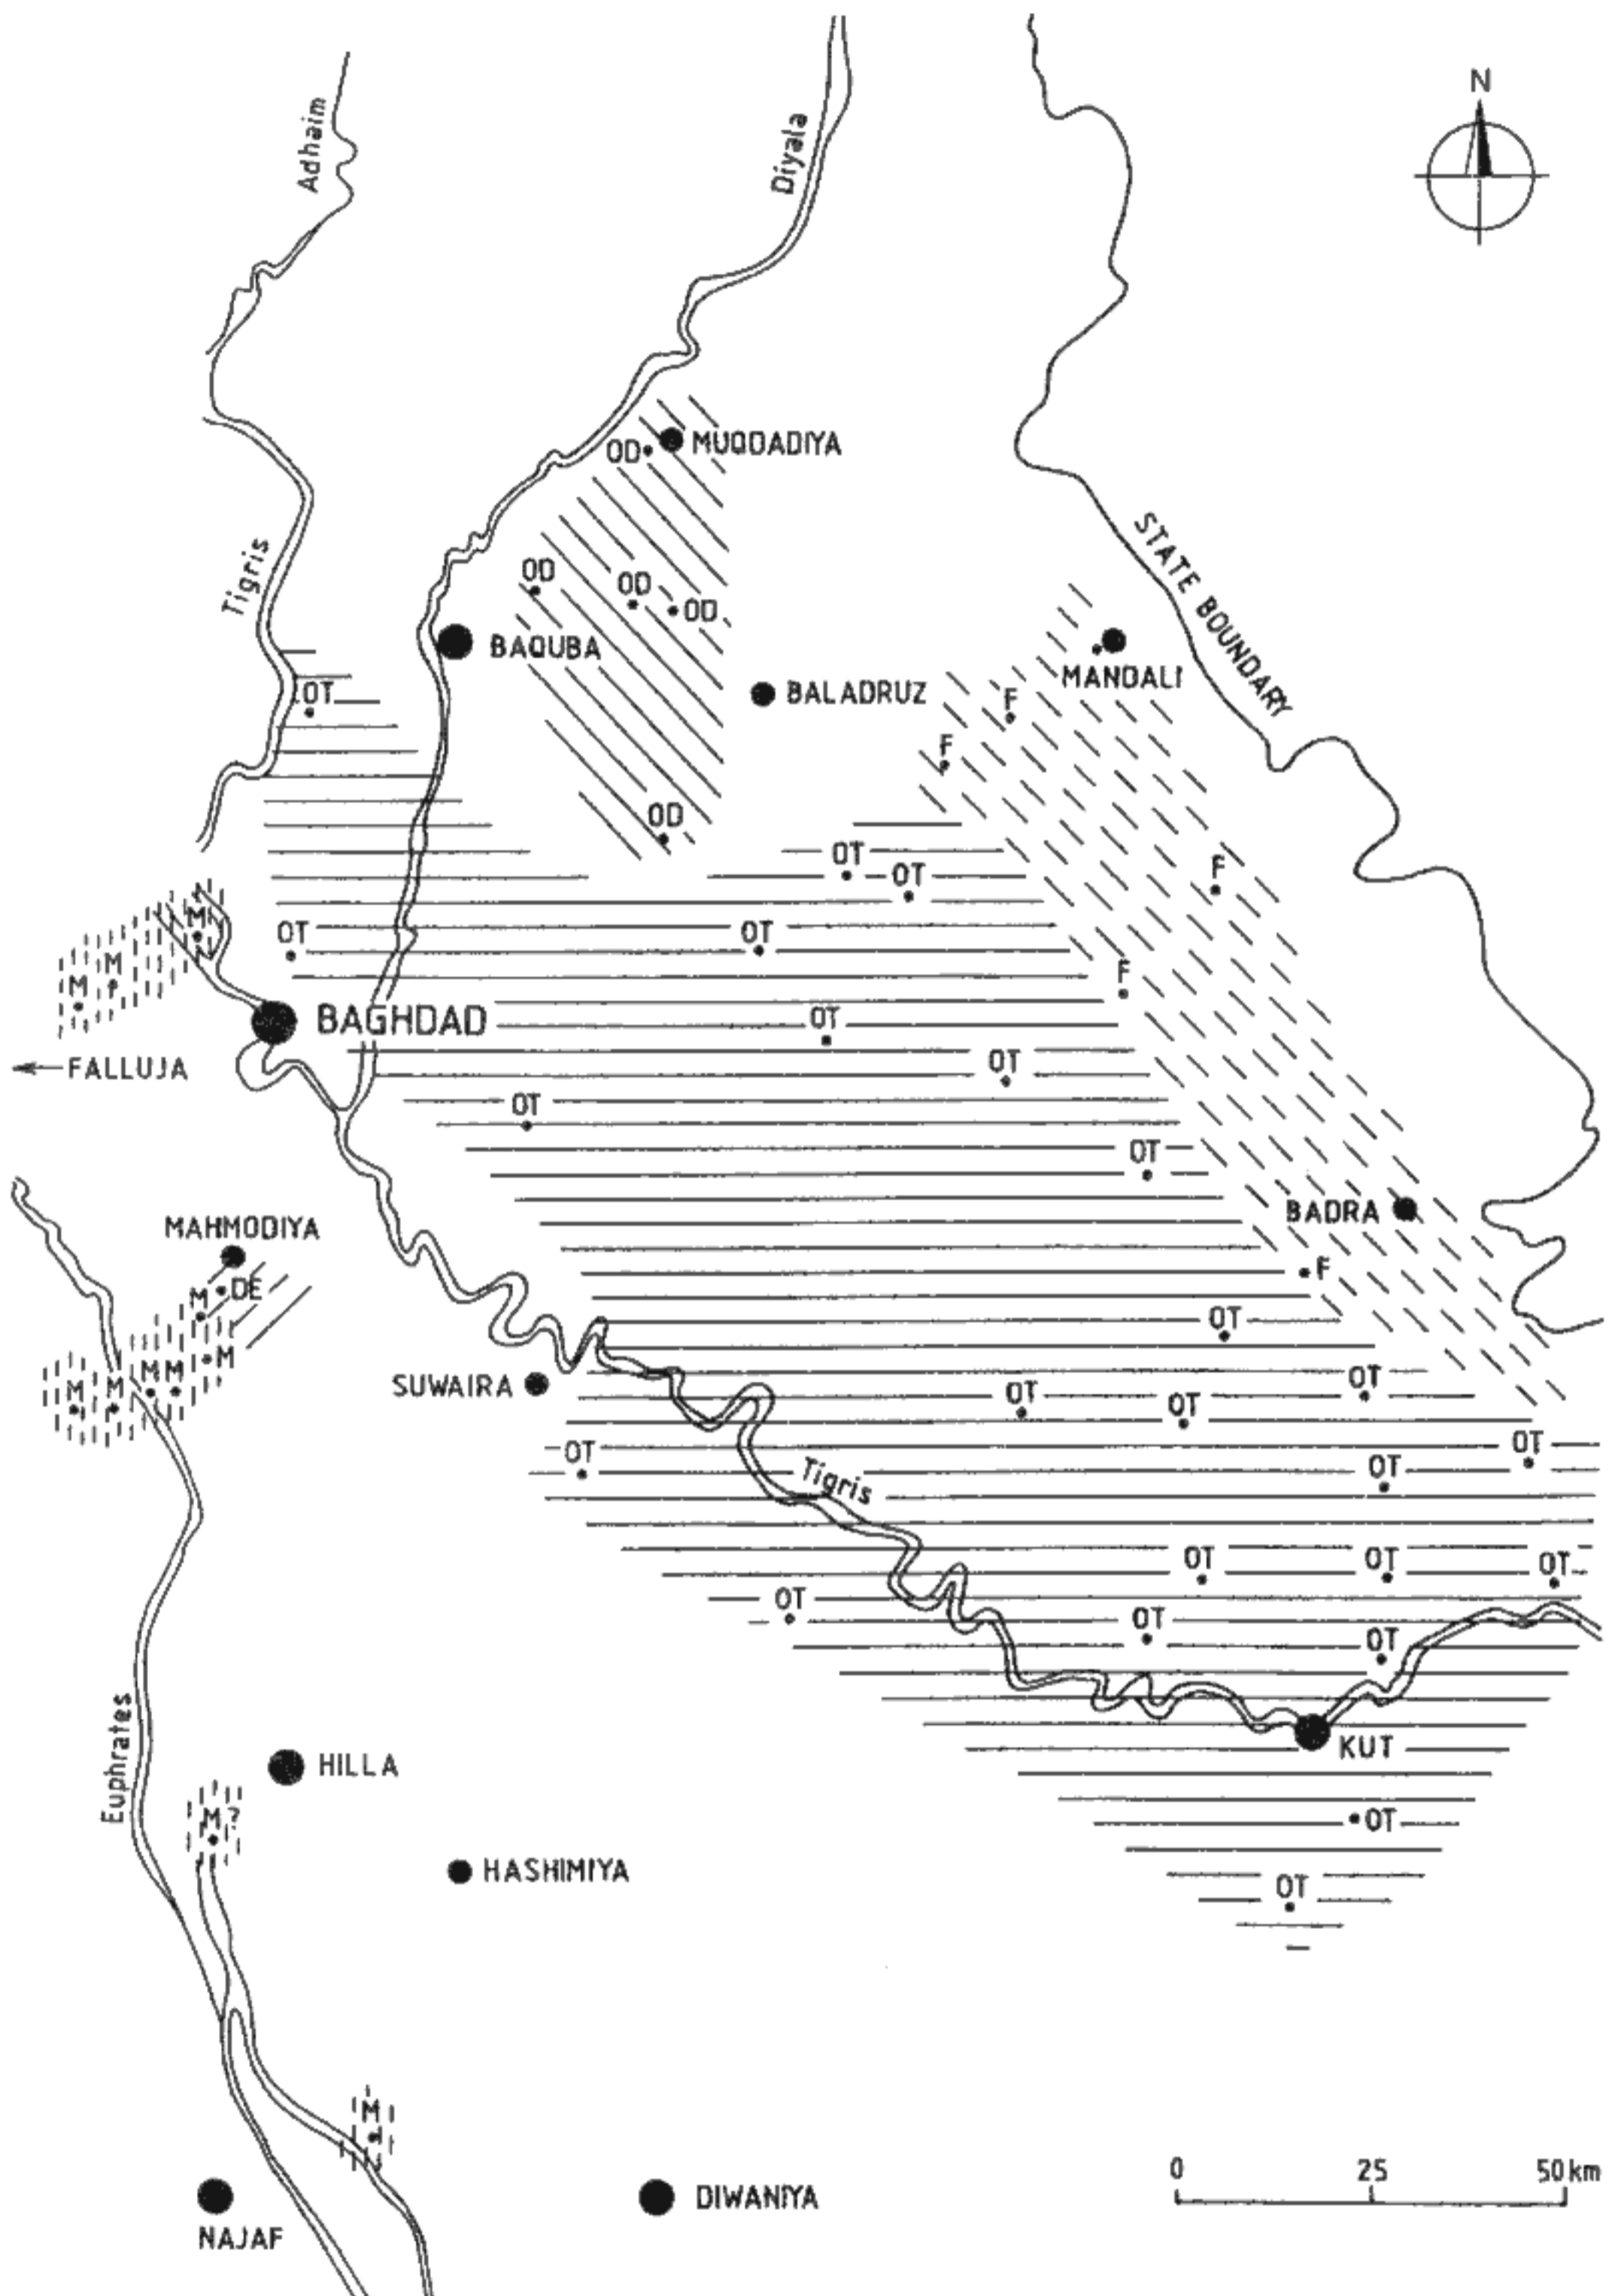 N
Adhaim
Diyala
OD
MUQDADIYA
STATE BOUNDARY
Tigris
OD
OD
OD
BAQUBA
MANDALI
OT
BALADRUZ
F
F
OD
OT
F
OT
M
OT
OT
M
M
F
BAGHDAD
OT
OT
FALLUJA
OT
OT
BADRA
MAHMODIYA
F
DE
M
OT
M
M
M
M
M
SUWAIRA
OT
OT
OT
OT
OT
Tigris
OT
OT
OT
OT
OT
OT
OT
Euphrates
KUT
HILLA
M?
OT
HASHIMIYA
OT
M
0 25 50 km
DIWANIYA
NAJAF